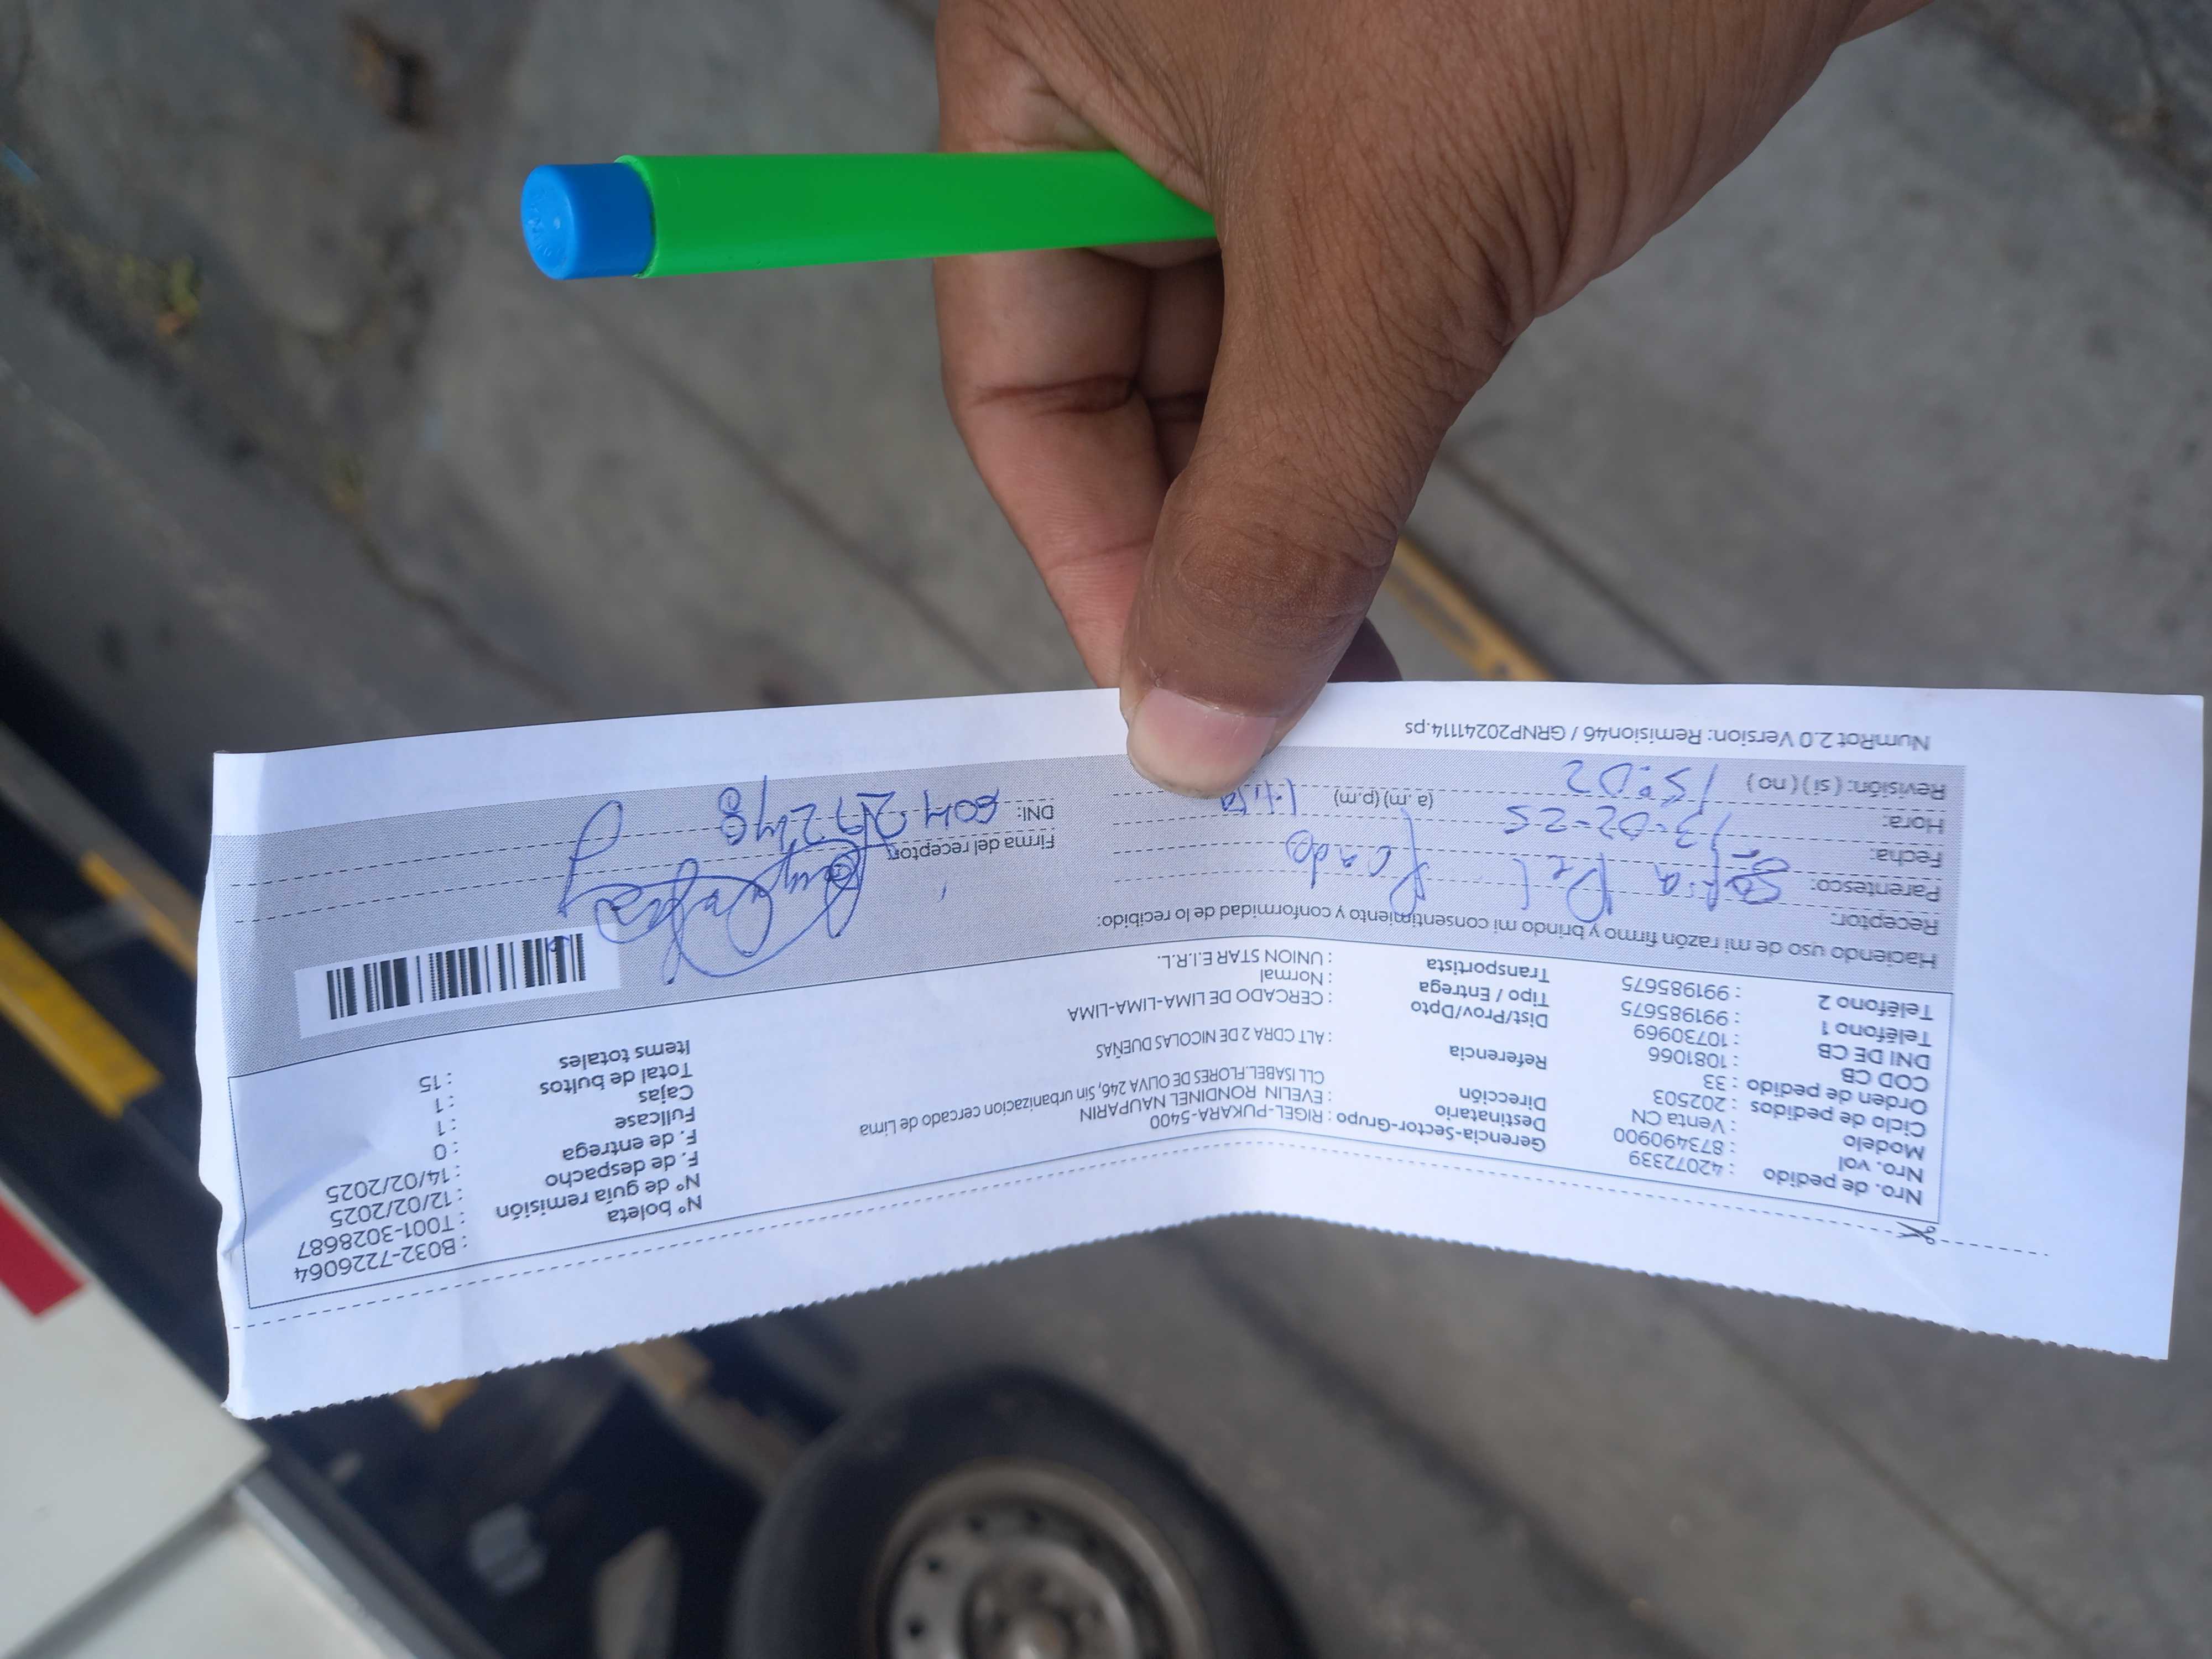 Nro. de pedido : 42072339
Nro. vol : 873490900
Modelo : Venta CN
Ciclo de pedidos : 202503
Orden de pedido : 33
COD CB : 1081066
DNI DE CB : 10730969
Teléfono 1 : 991985675
Teléfono 2 : 991985675
Gerencia-Sector-Grupo : RIGEL-PUKARA-5400
Destinatario : EVELIN RONDINEL NAUPARIN
Dirección CLL ISABEL-FLORES DE OLIVA 246, Sin urbanizacion cercado de Lima
Referencia : ALT CDRA 2 DE NICOLAS DUEÑAS
Dist/Prov/Dpto : CERCADO DE LIMA-LIMA-LIMA
Tipo / Entrega : Normal
Transportista : UNION STAR E.I.R.L.
Nº boleta : B032-7226064
Nº de guía remisión : T001-3028687
F. de despacho : 12/02/2025
F. de entrega : 14/02/2025
Fullcase : 0
Cajas : 1
Total de bultos : 1
Items totales : 15
Haciendo uso de mi razón firmo y brindo mi consentimiento y conformidad de lo recibido:
Receptor:
Parentesco:
Fecha: 13-02-25
Hora: 15:02 (a.m) (p.m)
Revisión: ( si ) ( no )
Firma del receptor
DNI:
NumRot 2.0 Version: Remision46 / GRNP20241114.ps